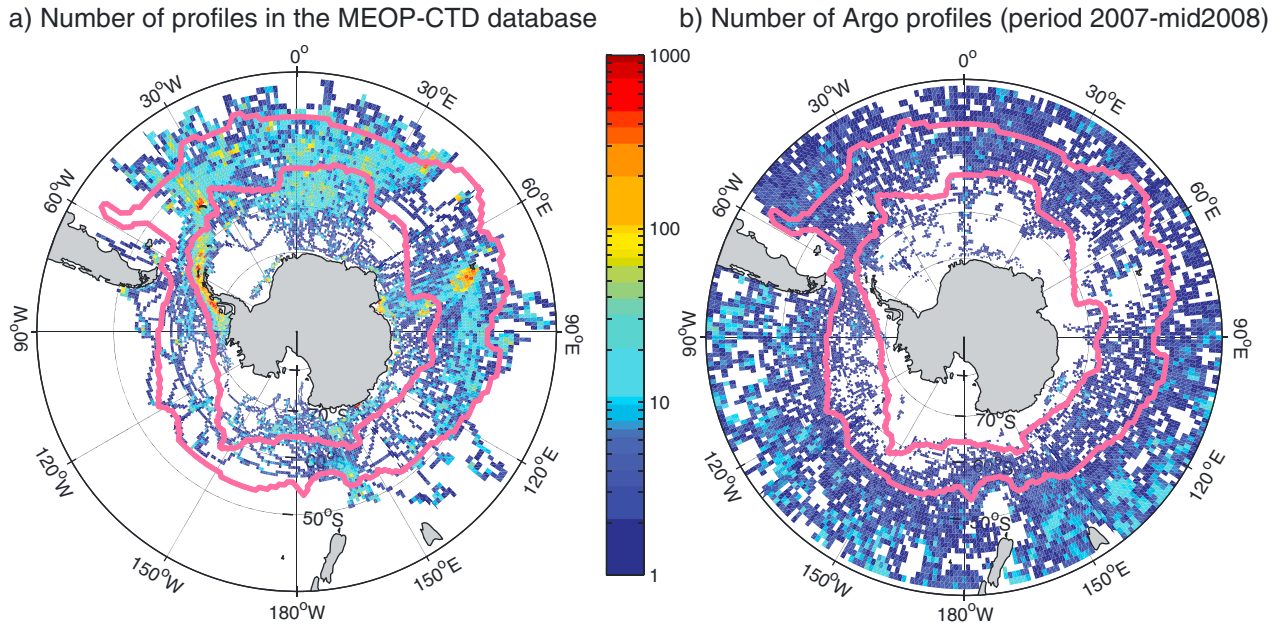 a) Number of profiles in the MEOP-CTD database
b) Number of Argo profiles (period 2007-mid2008)
0°
30°W
30°E
60°W
60°E
90°W
90°E
120°W
120°E
150°W
150°E
180°W
50°S
60°S
70°S
1000
100
10
1
0°
30°W
30°E
60°W
60°E
90°W
90°E
120°W
120°E
150°W
150°E
180°W
70°S
60°S
50°S